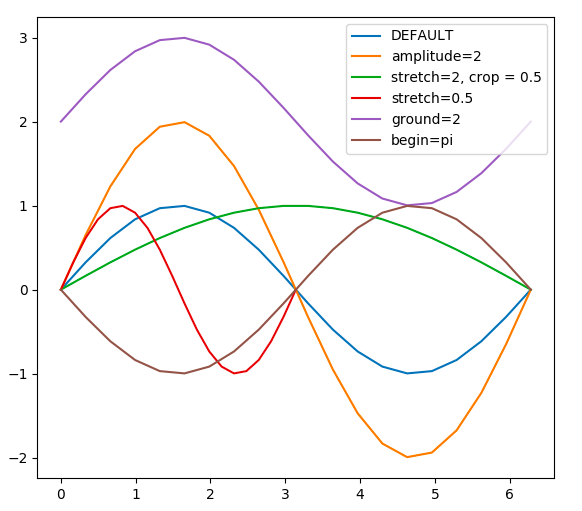 3
2
1
0
−1
−2
DEFAULT
amplitude=2
stretch=2, crop = 0.5
stretch=0.5
ground=2
begin=pi
0 1 2 3 4 5 6